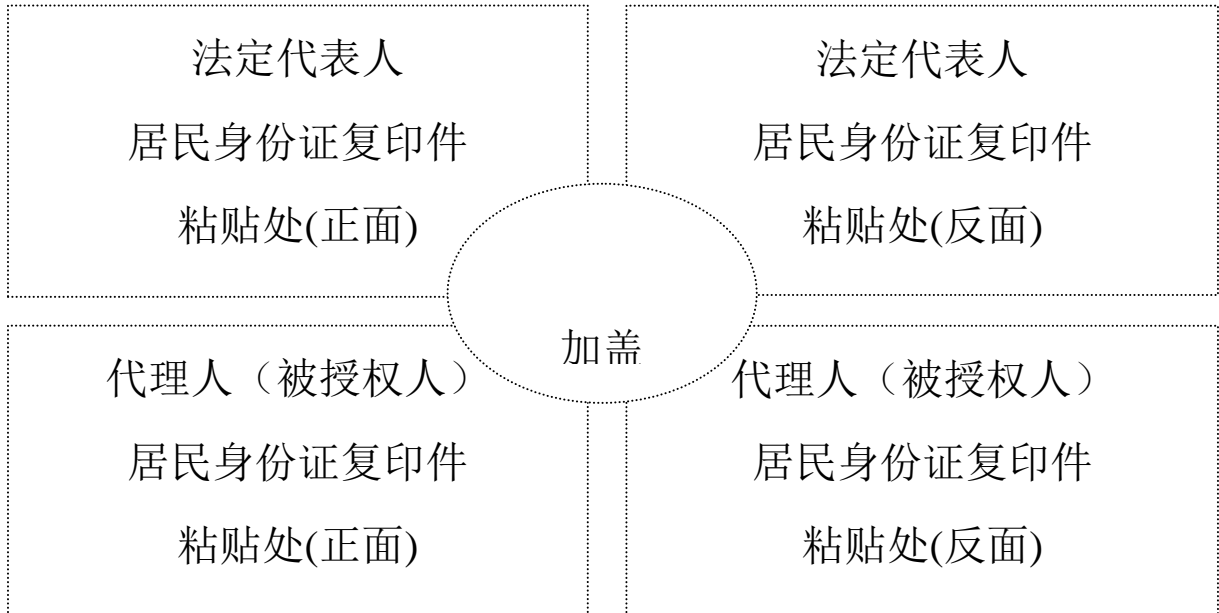 法定代表人
居民身份证复印件
粘贴处(正面)
法定代表人
居民身份证复印件
粘贴处(反面)
加盖
代理人（被授权人）
居民身份证复印件
粘贴处(正面)
代理人（被授权人）
居民身份证复印件
粘贴处(反面)